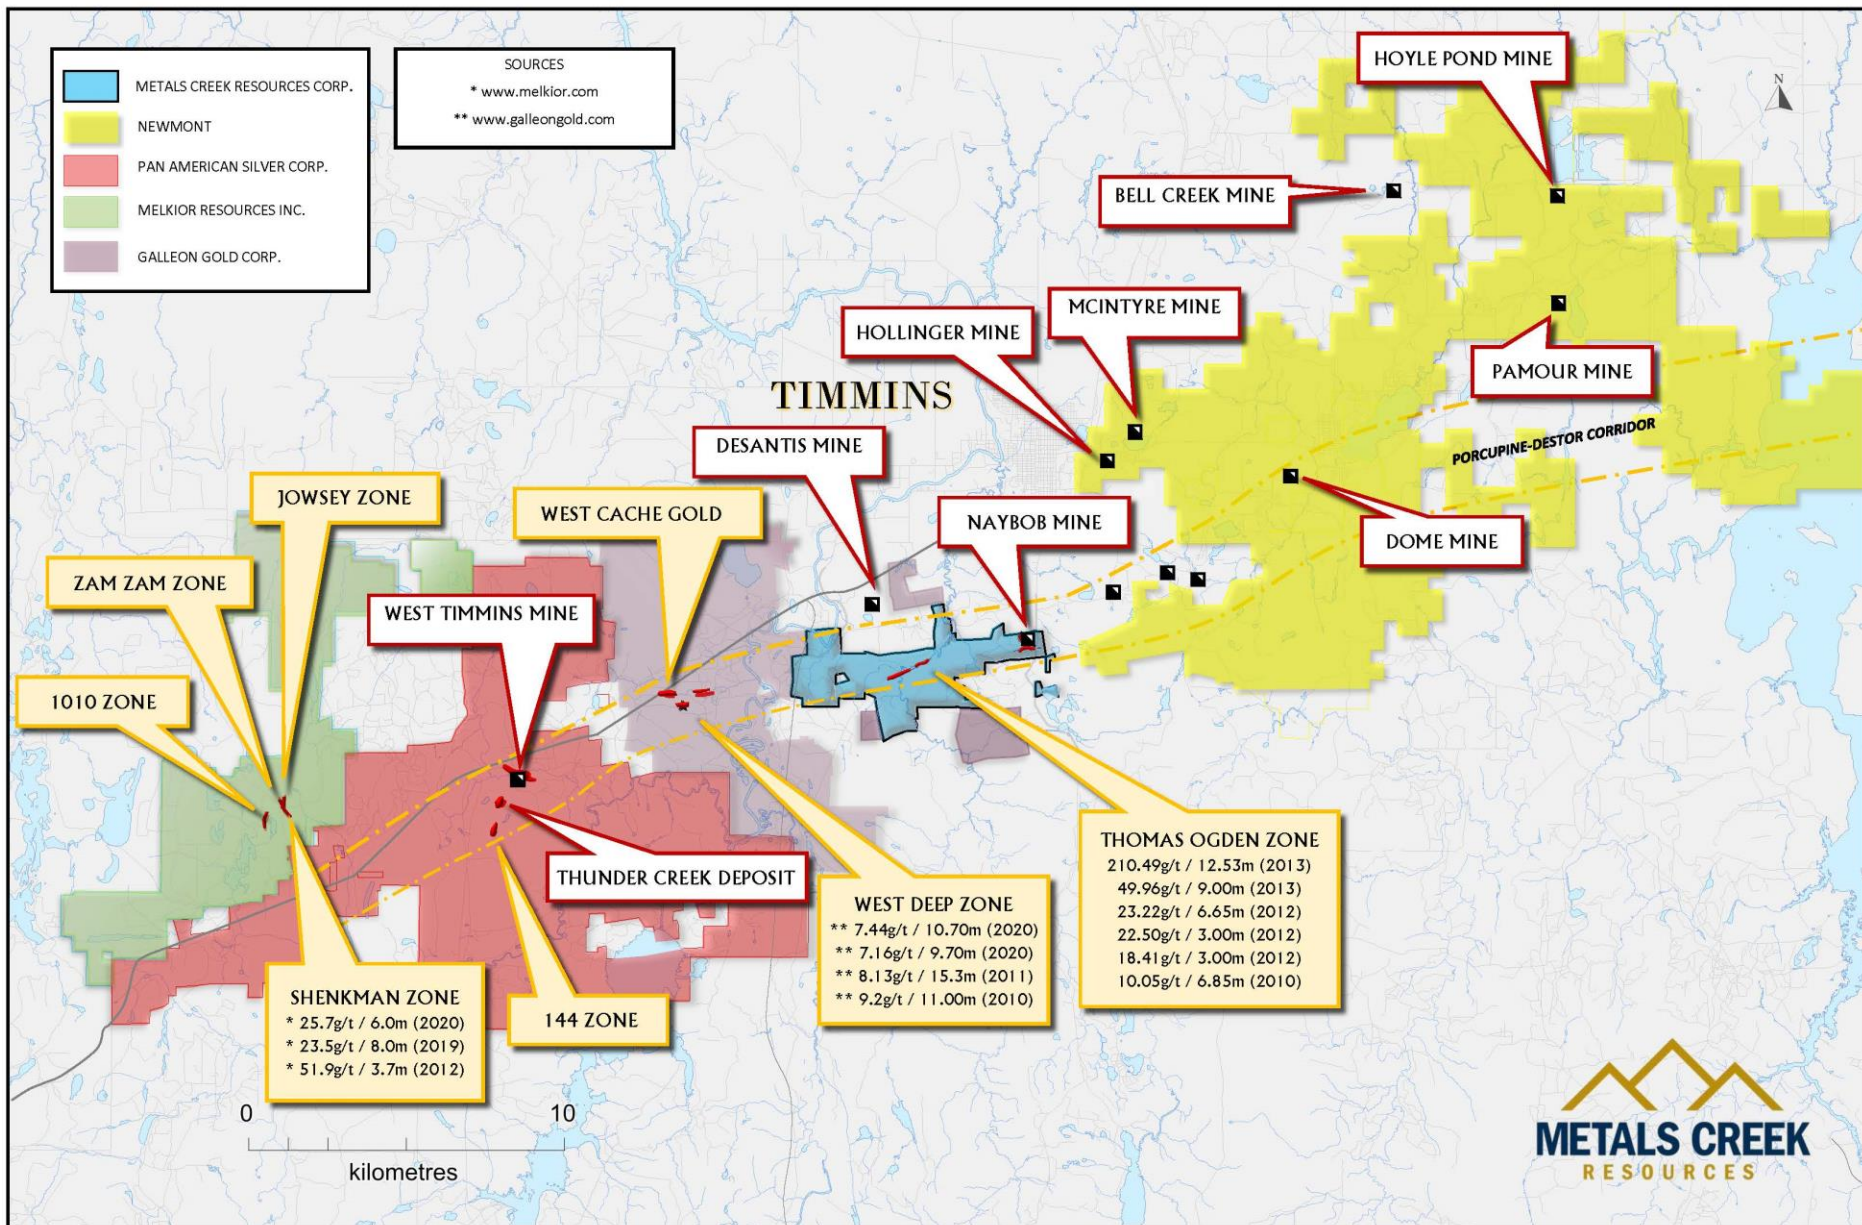 METALS CREEK RESOURCES CORP.
NEWMONT
PAN AMERICAN SILVER CORP.
MELKIOR RESOURCES INC.
GALLEON GOLD CORP.
SOURCES
* www.melkior.com
** www.galleongold.com
HOYLE POND MINE
N
BELL CREEK MINE
MCINTYRE MINE
HOLLINGER MINE
PAMOUR MINE
TIMMINS
DESANTIS MINE
PORCUPINE-DESTOR CORRIDOR
JOWSEY ZONE
WEST CACHE GOLD
NAYBOB MINE
DOME MINE
ZAM ZAM ZONE
WEST TIMMINS MINE
1010 ZONE
THUNDER CREEK DEPOSIT
THOMAS OGDEN ZONE
210.49g/t / 12.53m (2013)
49.96g/t / 9.00m (2013)
23.22g/t / 6.65m (2012)
22.50g/t / 3.00m (2012)
18.41g/t / 3.00m (2012)
10.05g/t / 6.85m (2010)
WEST DEEP ZONE
** 7.44g/t / 10.70m (2020)
** 7.16g/t / 9.70m (2020)
** 8.13g/t / 15.3m (2011)
** 9.2g/t / 11.00m (2010)
SHENKMAN ZONE
* 25.7g/t / 6.0m (2020)
* 23.5g/t / 8.0m (2019)
* 51.9g/t / 3.7m (2012)
144 ZONE
0 10
kilometres
METALS CREEK
RESOURCES